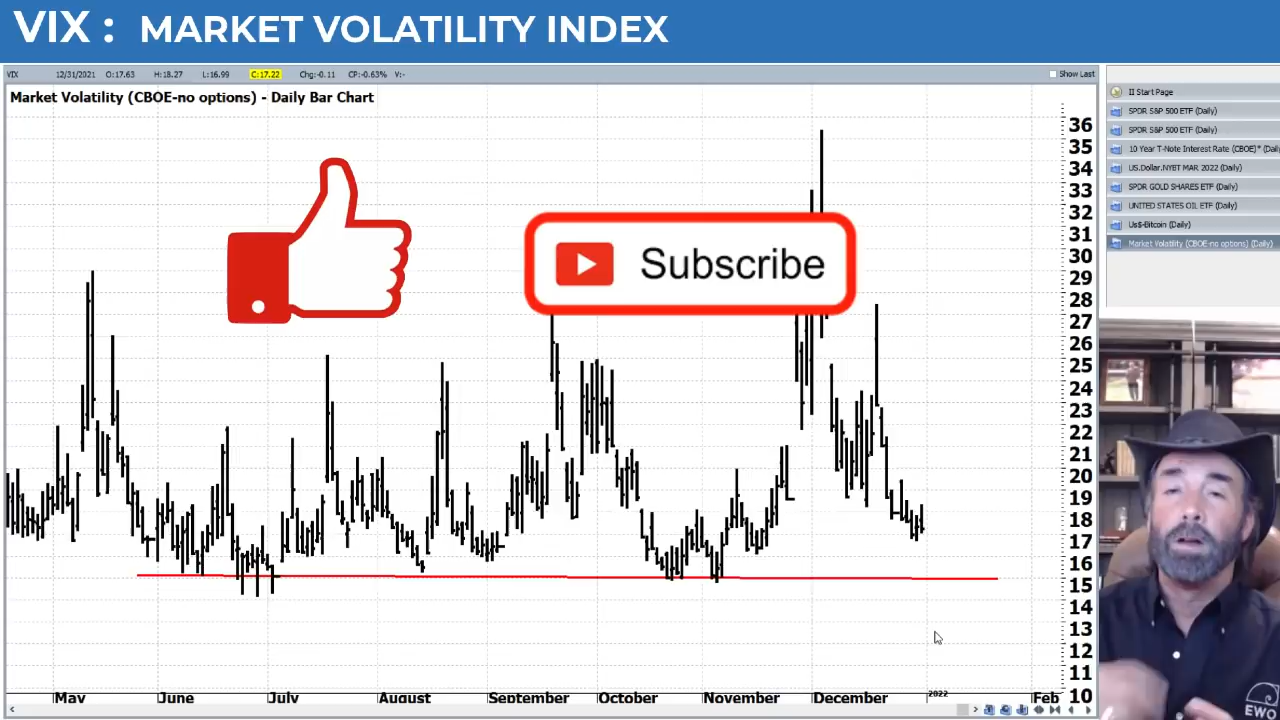 VIX : MARKET VOLATILITY INDEX
VIX 12/31/2021 O:17.63 H:18.27 L:16.99 C:17.22 Chg:-0.11 CP:-0.63% V:- Show Last
Market Volatility (CBOE-no options) - Daily Bar Chart
II Start Page
SPDR S&P 500 ETF (Daily)
SPDR S&P 500 ETF (Daily)
10 Year T-Note Interest Rate (CBOE)* (Daily
US.Dollar.NYBT MAR 2022 (Daily)
SPDR GOLD SHARES ETF (Daily)
UNITED STATES OIL ETF (Daily)
Us$-Bitcoin (Daily)
Market Volatility (CBOE-no options) (Daily)
Subscribe
36
35
34
33
32
31
30
29
28
27
26
25
24
23
22
21
20
19
18
17
16
15
14
13
12
11
10
May June July August September October November December 2022 Feb
EWO